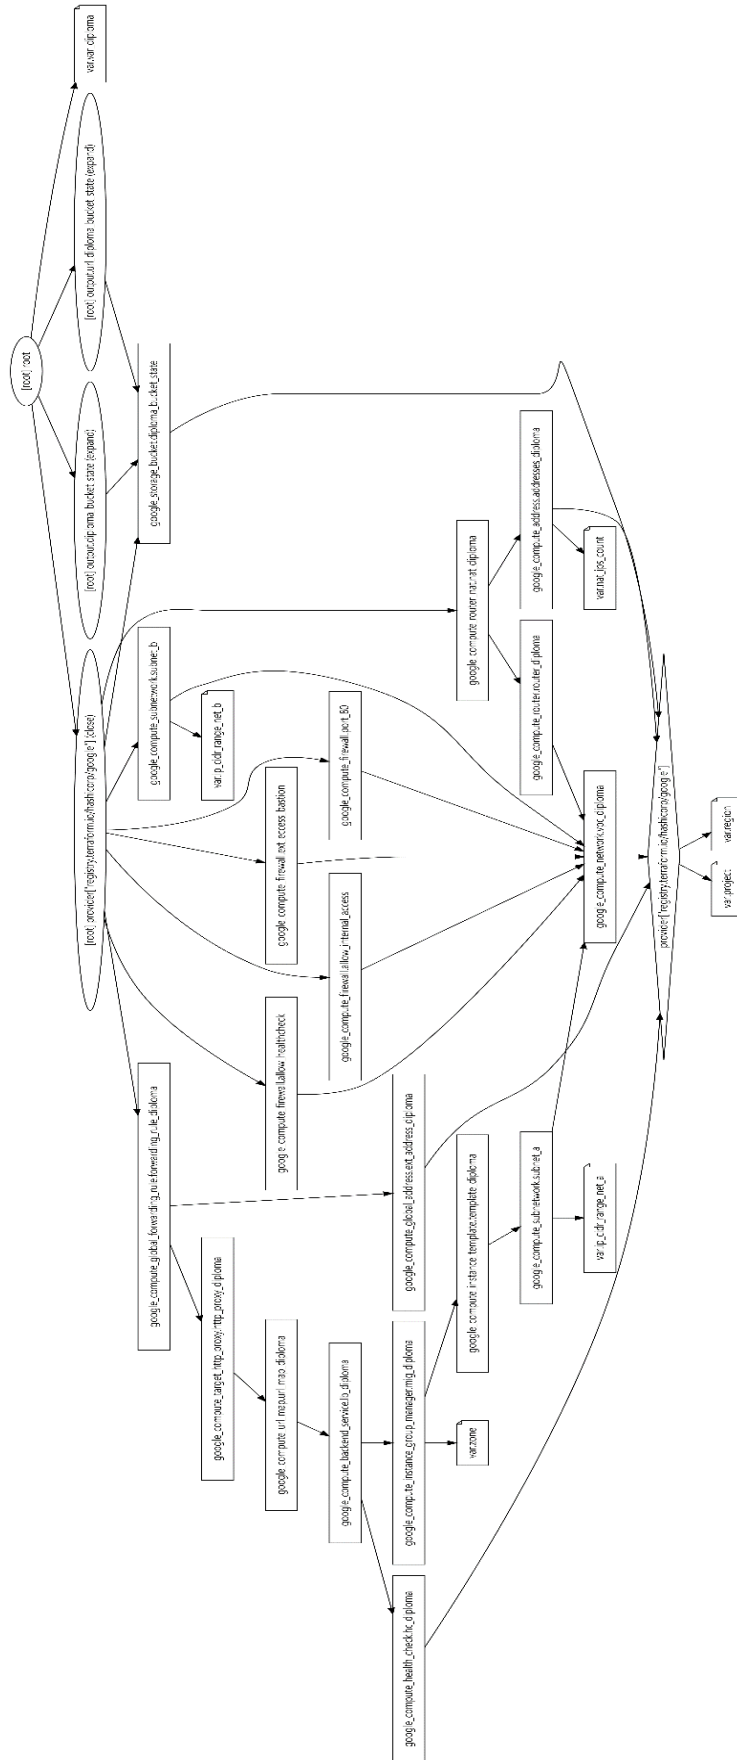 [root] root
var.var_diploma
[root] output.url_diploma_bucket_state (expand)
[root] output.diploma_bucket_state (expand)
[root] provider["registry.terraform.io/hashicorp/google"] (close)
google_storage_bucket.diploma_bucket_state
google_compute_subnetwork.subnet_b
google_compute_global_forwarding_rule.forwarding_rule_diploma
var.ip_cidr_range_net_b
google_compute_target_http_proxy.http_proxy_diploma
google_compute_firewall.ext_access_bastion
google_compute_firewall.allow_healthcheck
google_compute_url_map.url_map_diploma
google_compute_firewall.port_80
google_compute_firewall.allow_internal_access
google_compute_backend_service.lb_diploma
google_compute_global_address.ext_address_diploma
google_compute_instance_group_manager.mig_diploma
google_compute_health_check.hc_diploma
google_compute_router_nat.nat_diploma
google_compute_instance_template.template_diploma
var.zone
google_compute_address.addresses_diploma
google_compute_router.router_diploma
google_compute_subnetwork.subnet_a
var.nat_ips_count
google_compute_network.vpc_diploma
var.ip_cidr_range_net_a
provider["registry.terraform.io/hashicorp/google"]
var.region
var.project